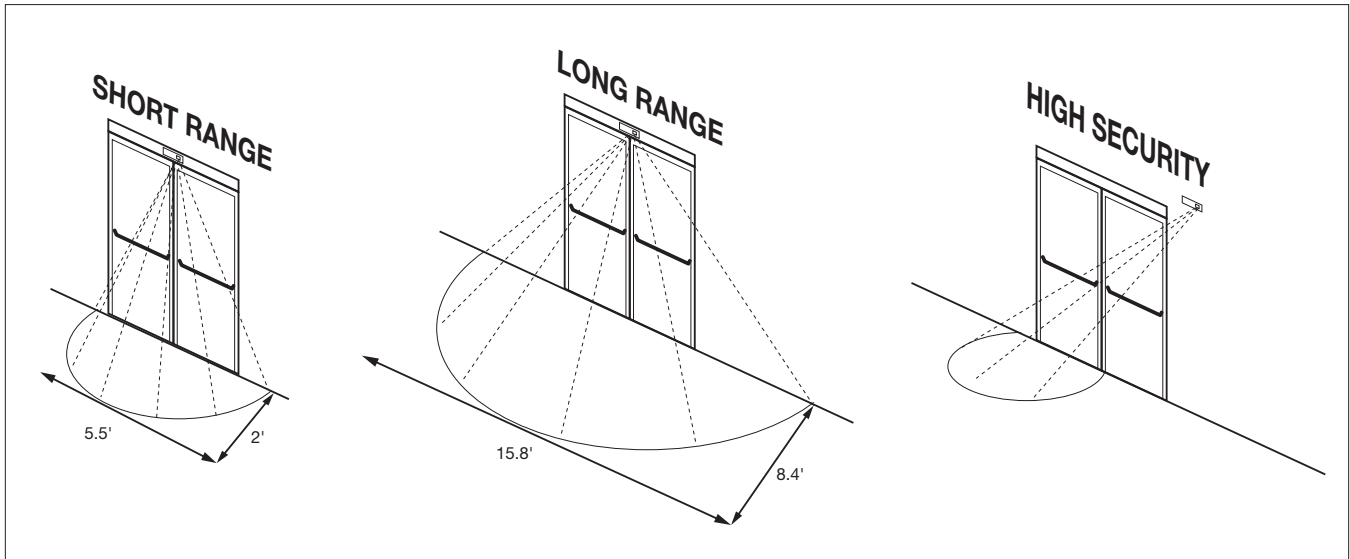 SHORT RANGE
5.5'
2'
LONG RANGE
15.8'
8.4'
HIGH SECURITY